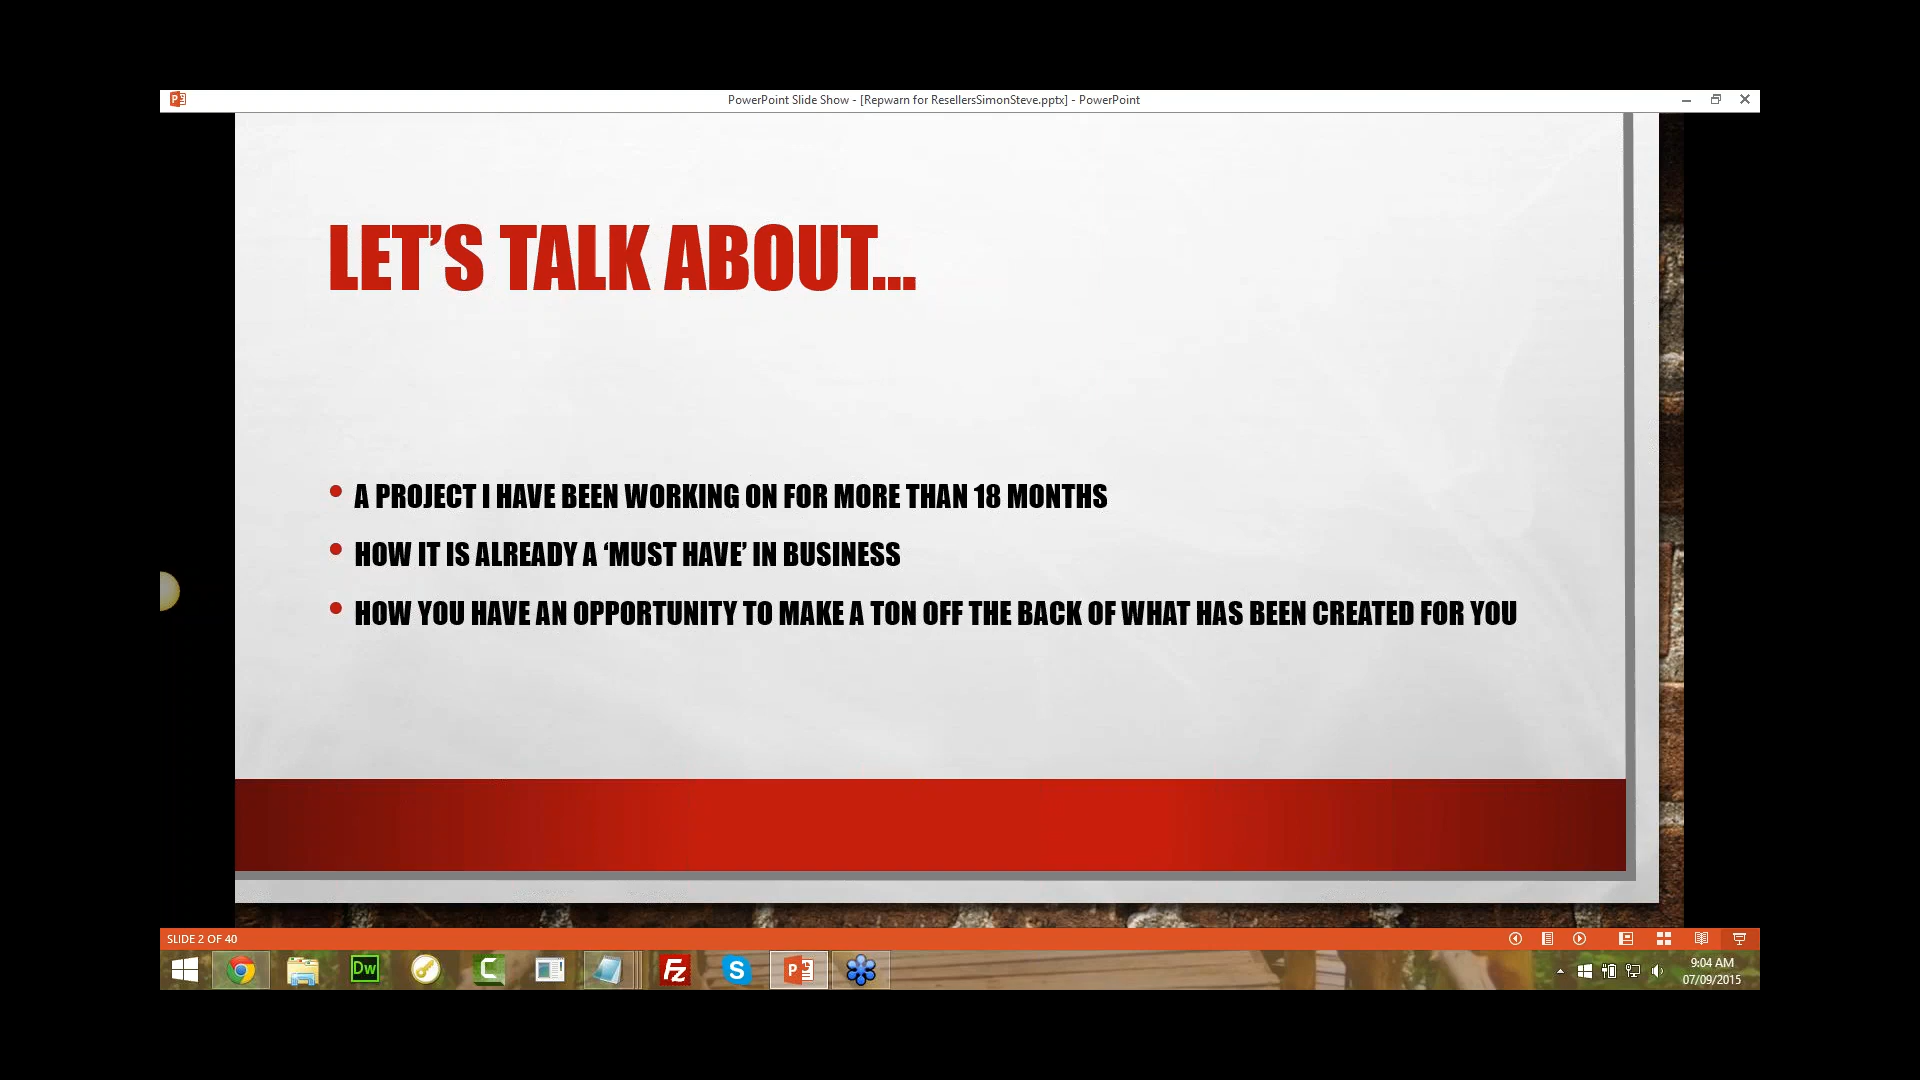 PowerPoint Slide Show - [Repwarn for ResellersSimonSteve.pptx] - PowerPoint
LET’S TALK ABOUT…
A PROJECT I HAVE BEEN WORKING ON FOR MORE THAN 18 MONTHS
HOW IT IS ALREADY A ‘MUST HAVE’ IN BUSINESS
HOW YOU HAVE AN OPPORTUNITY TO MAKE A TON OFF THE BACK OF WHAT HAS BEEN CREATED FOR YOU
SLIDE 2 OF 40
Dw
9:04 AM
07/09/2015